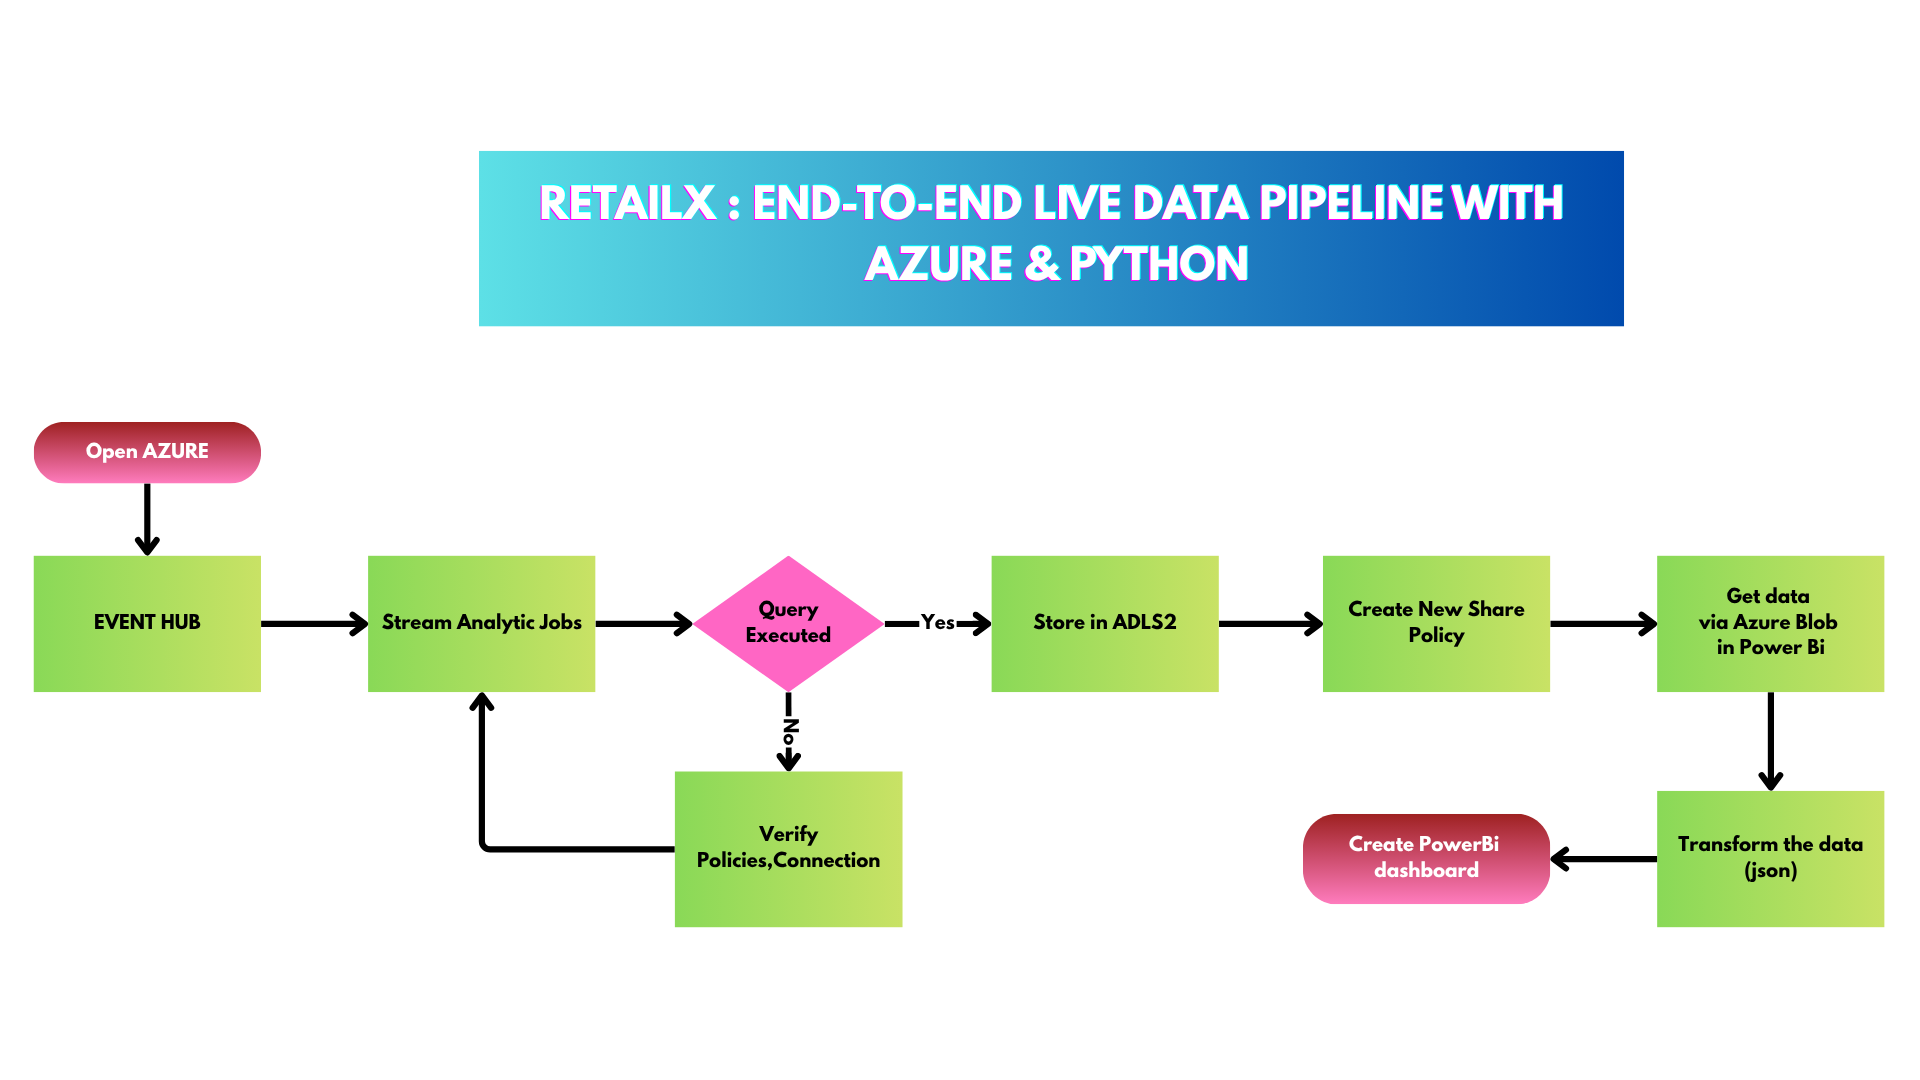 RETAILX : END-TO-END LIVE DATA PIPELINE WITH
AZURE & PYTHON
Open AZURE
EVENT HUB
Stream Analytic Jobs
Query
Executed
Yes
Store in ADLS2
Create New Share
Policy
Get data
via Azure Blob
in Power Bi
No
Verify
Policies,Connection
Transform the data
(json)
Create PowerBi
dashboard